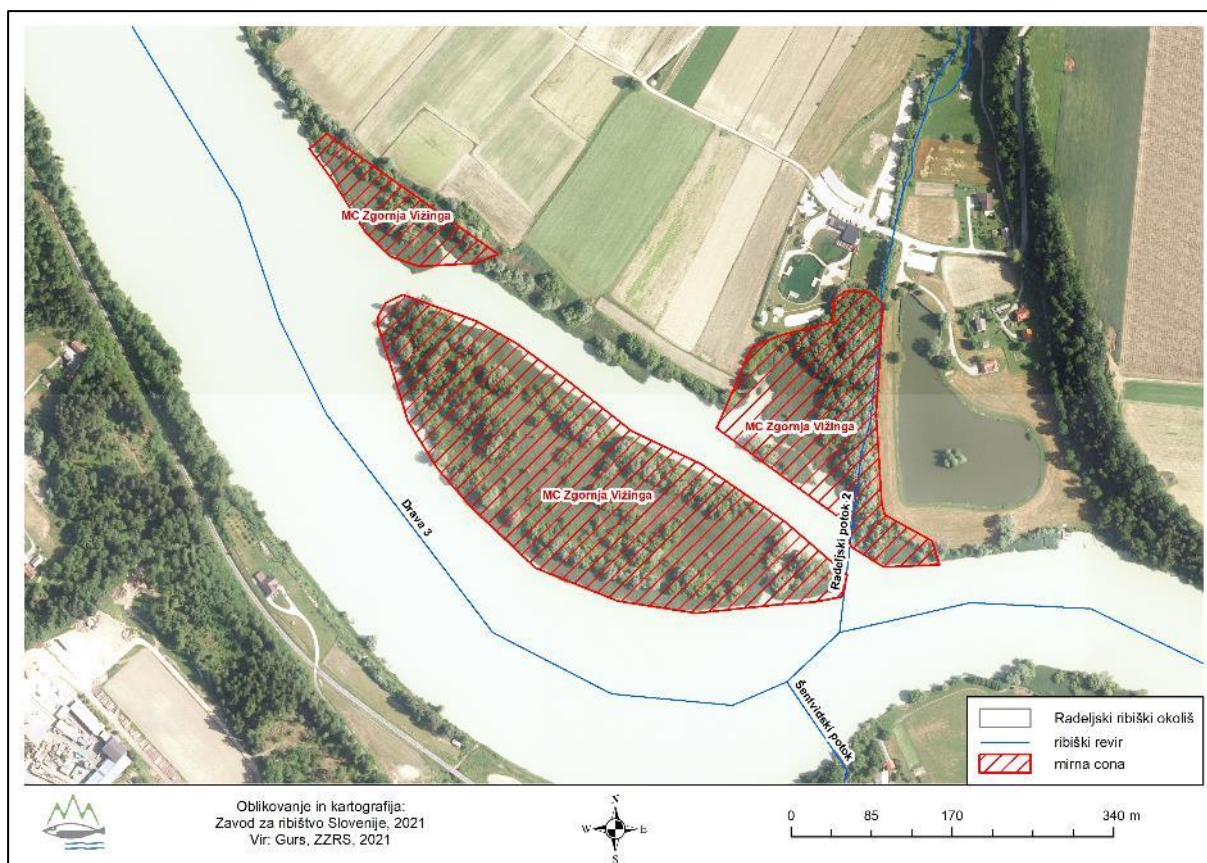 MC Zgornja Vižinga
MC Zgornja Vižinga
MC Zgornja Vižinga
Drava 3
Radeljski potok 2
Šentvidski potok
Radeljski ribiški okoliš
ribiški revir
mirna cona
Oblikovanje in kartografija:
Zavod za ribištvo Slovenije, 2021
Vir: Gurs, ZZRS, 2021
N
W E
S
0 85 170 340 m